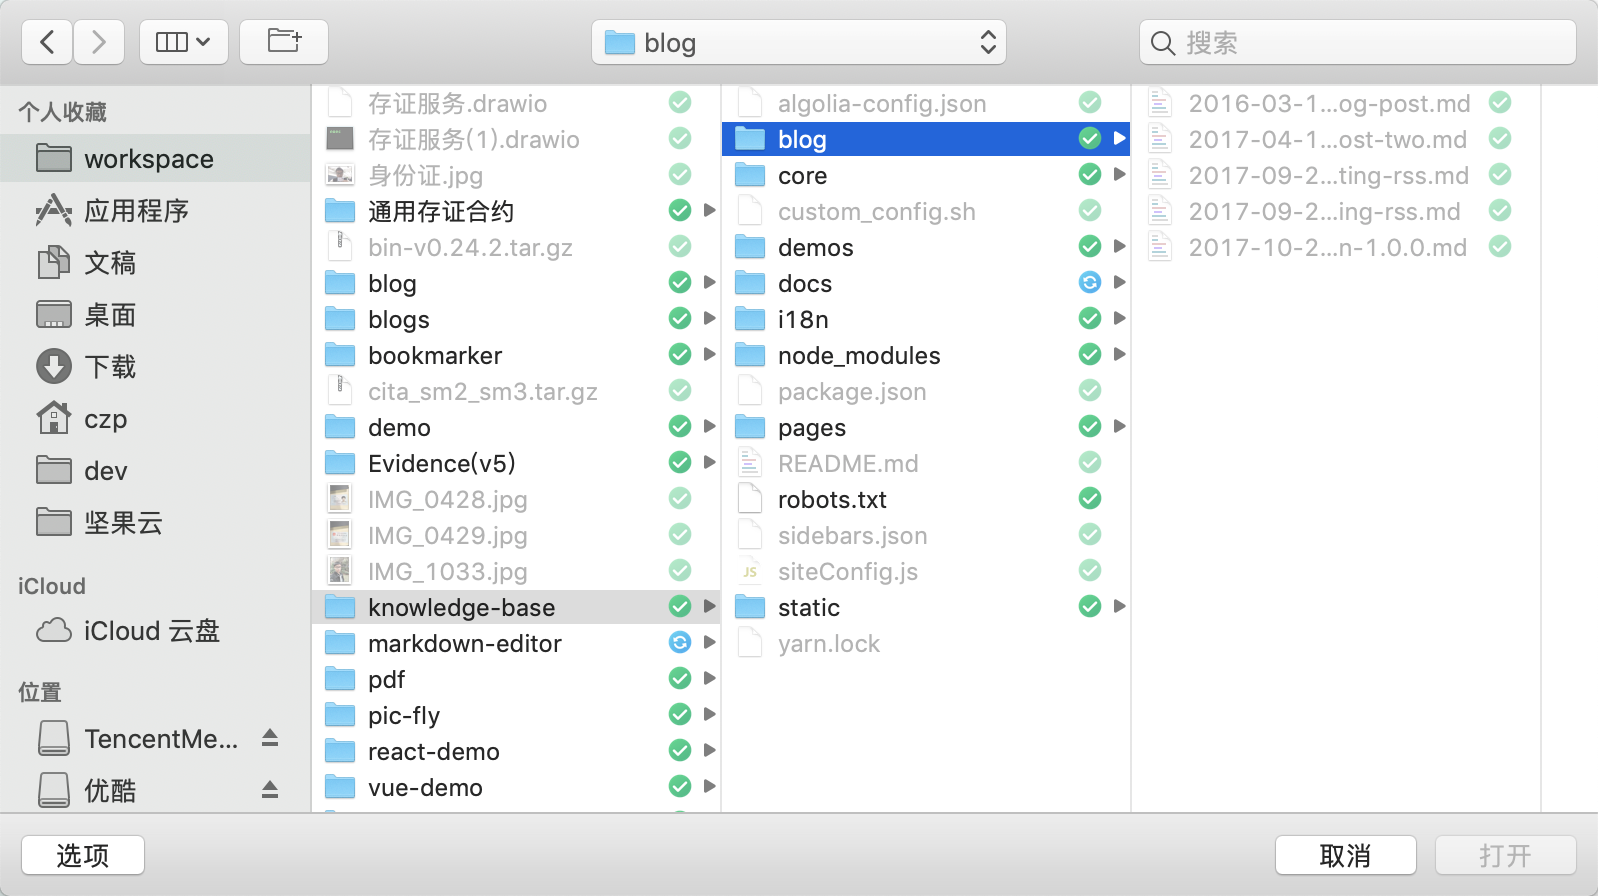 blog
搜索
个人收藏
workspace
应用程序
文稿
桌面
下载
czp
dev
坚果云
iCloud
iCloud 云盘
位置
TencentMe...
优酷
存证服务.drawio
存证服务(1).drawio
身份证.jpg
通用存证合约
bin-v0.24.2.tar.gz
blog
blogs
bookmarker
cita_sm2_sm3.tar.gz
demo
Evidence(v5)
IMG_0428.jpg
IMG_0429.jpg
IMG_1033.jpg
knowledge-base
markdown-editor
pdf
pic-fly
react-demo
vue-demo
algolia-config.json
blog
core
custom_config.sh
demos
docs
i18n
node_modules
package.json
pages
README.md
robots.txt
sidebars.json
JS
siteConfig.js
static
yarn.lock
2016-03-1...og-post.md
2017-04-1...ost-two.md
2017-09-2...ting-rss.md
2017-09-2...ing-rss.md
2017-10-2...n-1.0.0.md
选项
取消
打开